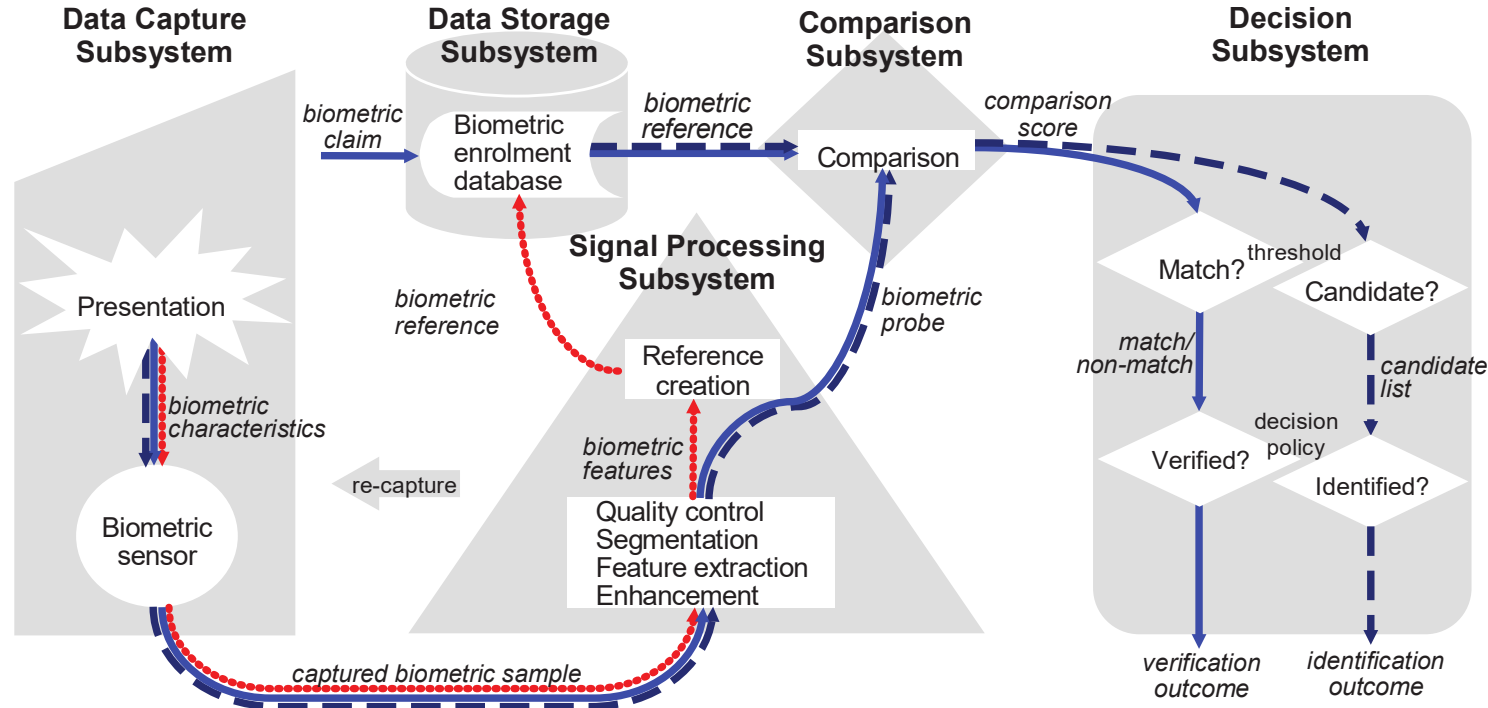 Data Capture
Subsystem
Data Storage
Subsystem
Comparison
Subsystem
Decision
Subsystem
biometric
claim
Biometric
enrolment
database
biometric
reference
Comparison
comparison
score
Signal Processing
Subsystem
Presentation
biometric
reference
biometric
probe
Match?
threshold
Candidate?
Reference
creation
match/
non-match
candidate
list
biometric
characteristics
biometric
features
decision
policy
Verified?
Identified?
re-capture
Biometric
sensor
Quality control
Segmentation
Feature extraction
Enhancement
captured biometric sample
verification
outcome
identification
outcome